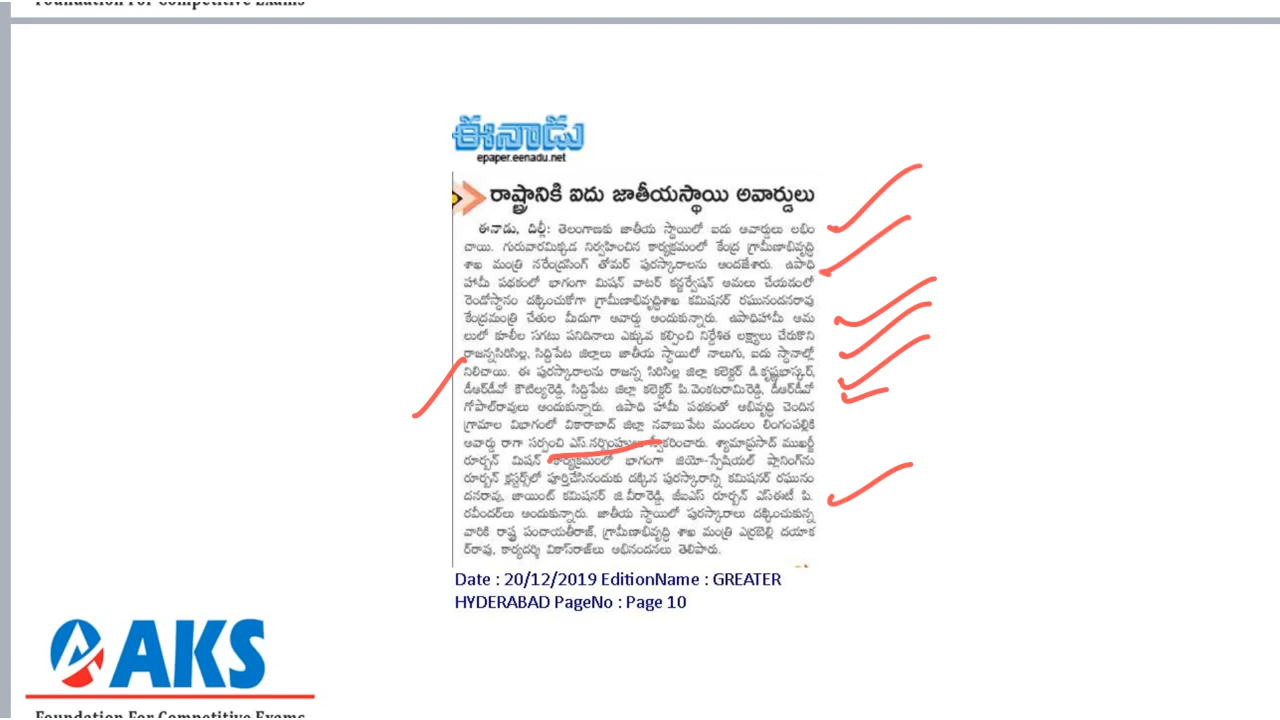 Foundation For Competitive Exams
ఈనాడు
epaper.eenadu.net
రాష్ట్రానికి ఐదు జాతీయస్థాయి అవార్డులు
ఈనాడు, దిల్లీ: తెలంగాణకు జాతీయ స్థాయిలో ఐదు అవార్డులు లభిం
చాయి. గురువారమిక్కడ నిర్వహించిన కార్యక్రమంలో కేంద్ర గ్రామీణాభివృద్ధి
శాఖ మంత్రి నరేంద్రసింగ్ తోమర్ పురస్కారాలను అందజేశారు. ఉపాధి
హామీ పథకంలో భాగంగా మిషన్ వాటర్ కన్జర్వేషన్ అమలు చేయడంలో
రెండోస్థానం దక్కించుకోగా గ్రామీణాభివృద్ధిశాఖ కమిషనర్ రఘునందనరావు
కేంద్రమంత్రి చేతుల మీదుగా అవార్డు అందుకున్నారు. ఉపాధిహామీ అమ
లులో కూలీల సగటు పనిదినాలు ఎక్కువ కల్పించి నిర్దేశిత లక్ష్యాలు చేరుకొని
రాజన్నసిరిసిల్ల, సిద్దిపేట జిల్లాలు జాతీయ స్థాయిలో నాలుగు, ఐదు స్థానాల్లో
నిలిచాయి. ఈ పురస్కారాలను రాజన్న సిరిసిల్ల జిల్లా కలెక్టర్ డి.కృష్ణభాస్కర్,
డీఆర్‌డీవో కౌటిల్యరెడ్డి, సిద్దిపేట జిల్లా కలెక్టర్ పి.వెంకటరామిరెడ్డి, డీఆర్‌డీవో
గోపాల్‌రావులు అందుకున్నారు. ఉపాధి హామీ పథకంతో అభివృద్ధి చెందిన
గ్రామాల విభాగంలో వికారాబాద్ జిల్లా నవాబుపేట మండలం లింగంపల్లికి
అవార్డు రాగా సర్పంచి ఎస్.నర్సింహులు స్వీకరించారు. శ్యామాప్రసాద్ ముఖర్జీ
రూర్బన్ మిషన్ కార్యక్రమంలో భాగంగా జియో-స్పేషియల్ ప్లానింగ్‌ను
రూర్బన్ క్లస్టర్స్‌లో పూర్తిచేసినందుకు దక్కిన పురస్కారాన్ని కమిషనర్ రఘునం
దనరావు, జాయింట్ కమిషనర్ జి.వీరారెడ్డి, జీఐఎస్ రూర్బన్ ఎస్ఈటీ పి.
రవీందర్‌లు అందుకున్నారు. జాతీయ స్థాయిలో పురస్కారాలు దక్కించుకున్న
వారికి రాష్ట్ర పంచాయతీరాజ్, గ్రామీణాభివృద్ధి శాఖ మంత్రి ఎర్రబెల్లి దయాక
ర్‌రావు, కార్యదర్శి వికాస్‌రాజ్‌లు అభినందనలు తెలిపారు.
Date : 20/12/2019 EditionName : GREATER
HYDERABAD PageNo : Page 10
AKS
Foundation For Competitive Exams